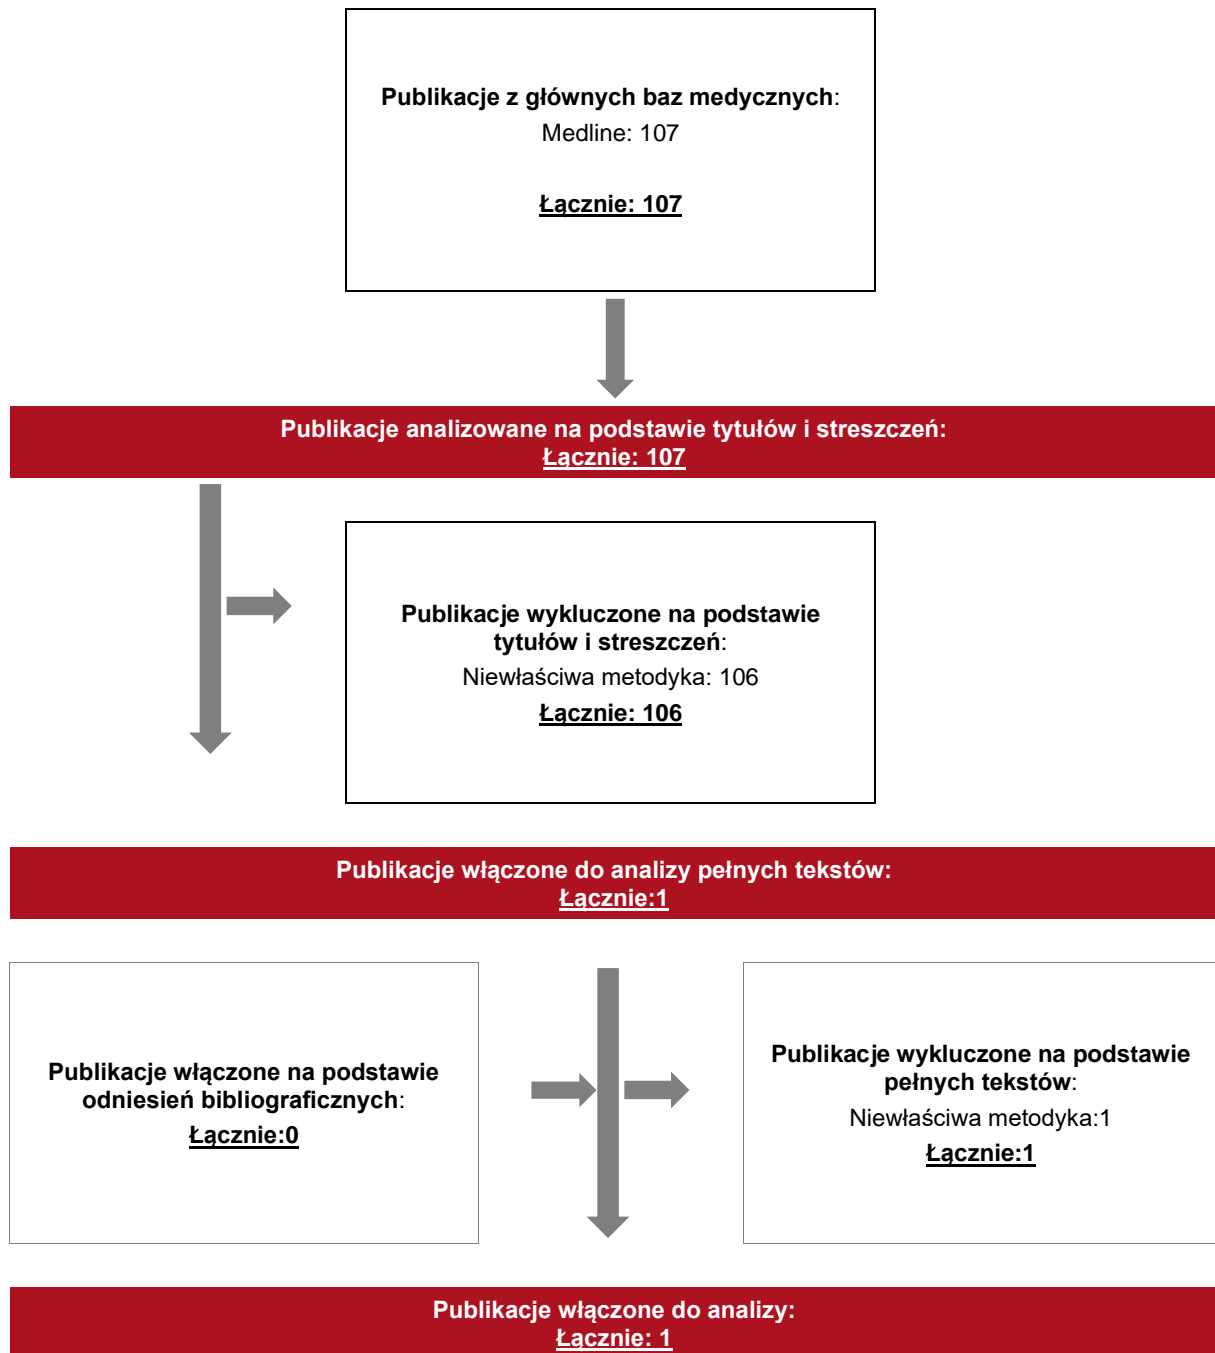 Publikacje z głównych baz medycznych:
Medline: 107
Łącznie: 107
Publikacje analizowane na podstawie tytułów i streszczeń:
Łącznie: 107
Publikacje wykluczone na podstawie
tytułów i streszczeń:
Niewłaściwa metodyka: 106
Łącznie: 106
Publikacje włączone do analizy pełnych tekstów:
Łącznie:1
Publikacje włączone na podstawie
odniesień bibliograficznych:
Łącznie:0
Publikacje wykluczone na podstawie
pełnych tekstów:
Niewłaściwa metodyka:1
Łącznie:1
Publikacje włączone do analizy:
Łącznie: 1